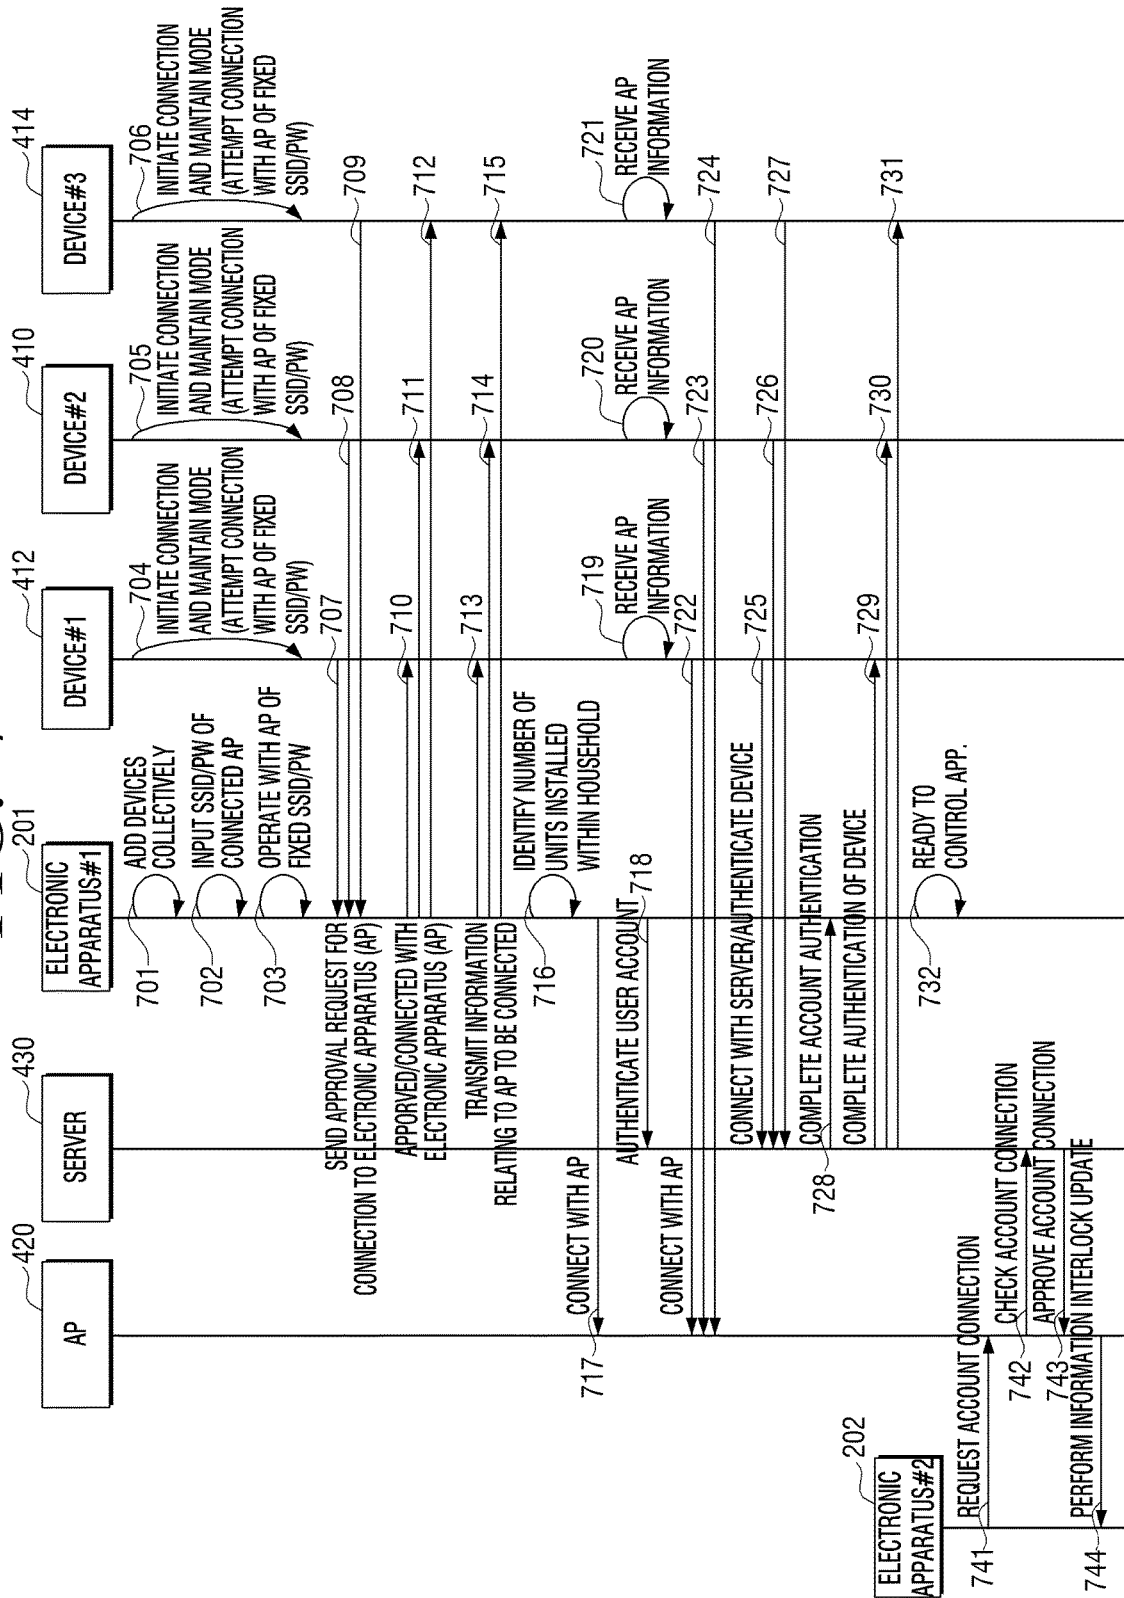 ELECTRONIC
APPARATUS#2
202
AP
420
SERVER
430
ELECTRONIC
APPARATUS#1
201
DEVICE#1
412
DEVICE#2
410
DEVICE#3
414
701
ADD DEVICES
COLLECTIVELY
702
INPUT SSID/PW OF
CONNECTED AP
703
OPERATE WITH AP OF
FIXED SSID/PW
704
INITIATE CONNECTION
AND MAINTAIN MODE
(ATTEMPT CONNECTION
WITH AP OF FIXED
SSID/PW)
705
INITIATE CONNECTION
AND MAINTAIN MODE
(ATTEMPT CONNECTION
WITH AP OF FIXED
SSID/PW)
706
INITIATE CONNECTION
AND MAINTAIN MODE
(ATTEMPT CONNECTION
WITH AP OF FIXED
SSID/PW)
SEND APPROVAL REQUEST FOR
CONNECTION TO ELECTRONIC APPARATUS (AP)
707
708
709
APPORVED/CONNECTED WITH
ELECTRONIC APPARATUS (AP)
710
711
712
TRANSMIT INFORMATION
RELATING TO AP TO BE CONNECTED
713
714
715
716
IDENTIFY NUMBER OF
UNITS INSTALLED
WITHIN HOUSEHOLD
717
CONNECT WITH AP
AUTHENTICATE USER ACCOUNT
718
719
RECEIVE AP
INFORMATION
720
RECEIVE AP
INFORMATION
721
RECEIVE AP
INFORMATION
CONNECT WITH AP
722
723
724
CONNECT WITH SERVER/AUTHENTICATE DEVICE
725
726
727
COMPLETE ACCOUNT AUTHENTICATION
728
COMPLETE AUTHENTICATION OF DEVICE
729
730
731
732
READY TO
CONTROL APP.
741
REQUEST ACCOUNT CONNECTION
742
CHECK ACCOUNT CONNECTION
743
APPROVE ACCOUNT CONNECTION
744
PERFORM INFORMATION INTERLOCK UPDATE